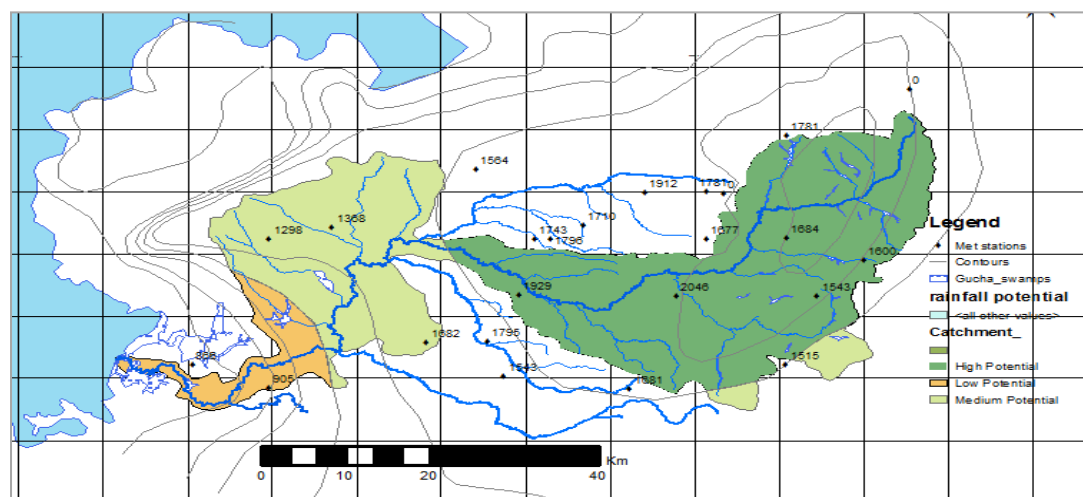 0
1781
1564
1912
1781
0
1368
1710
1298
1743
1796
1677
1684
1600
1929
2046
1543
1682
1795
1515
1543
905
1681
Legend
Met stations
Contours
Gucha_swamps
rainfall potential
<all other values>
Catchment_
High Potential
Low Potential
Medium Potential
Km
0 10 20 40